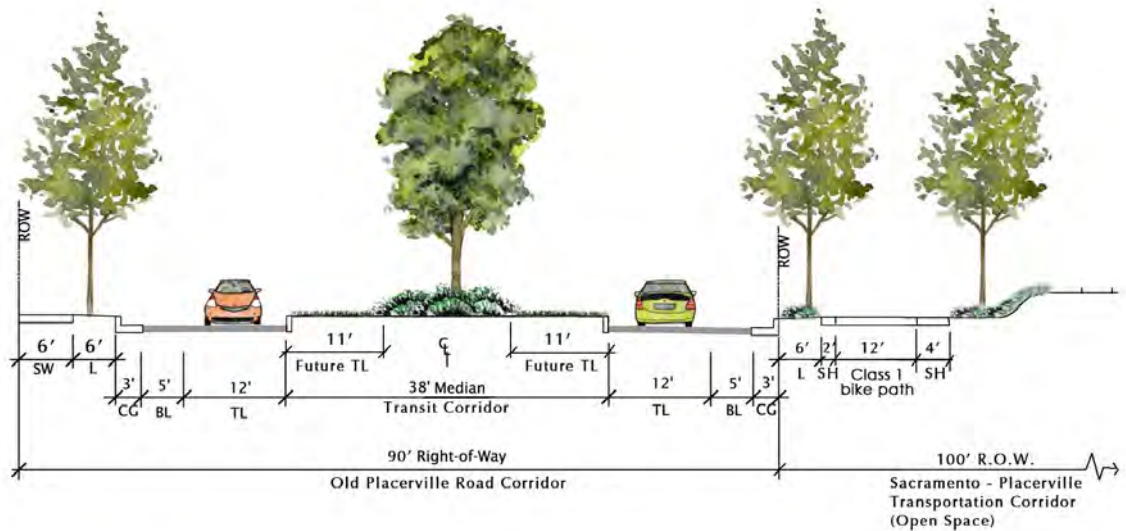 ROW
ROW
6' 6' 11' ℄ 11' 6' 2' 12' 4'
SW L Future TL Future TL L SH Class 1 SH
bike path
3' 5' 12' 38' Median 12' 5' 3'
CG BL TL Transit Corridor TL BL CG
90' Right-of-Way
Old Placerville Road Corridor
100' R.O.W.
Sacramento - Placerville
Transportation Corridor
(Open Space)